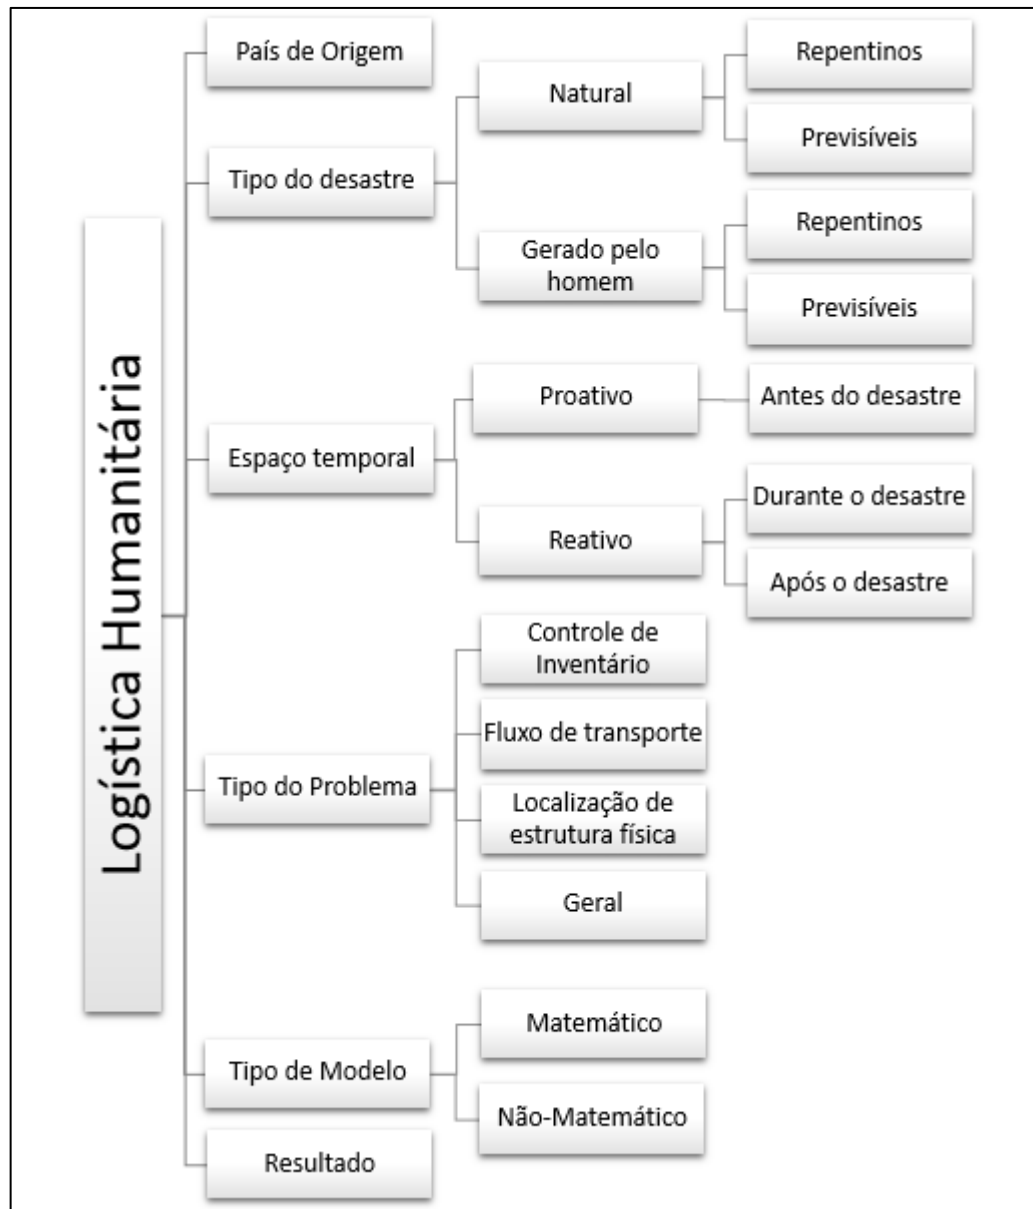 Logística Humanitária
País de Origem
Tipo do desastre
Natural
Repentinos
Previsíveis
Gerado pelo
homem
Repentinos
Previsíveis
Espaço temporal
Proativo
Antes do desastre
Reativo
Durante o desastre
Após o desastre
Tipo do Problema
Controle de
Inventário
Fluxo de transporte
Localização de
estrutura física
Geral
Tipo de Modelo
Matemático
Não-Matemático
Resultado